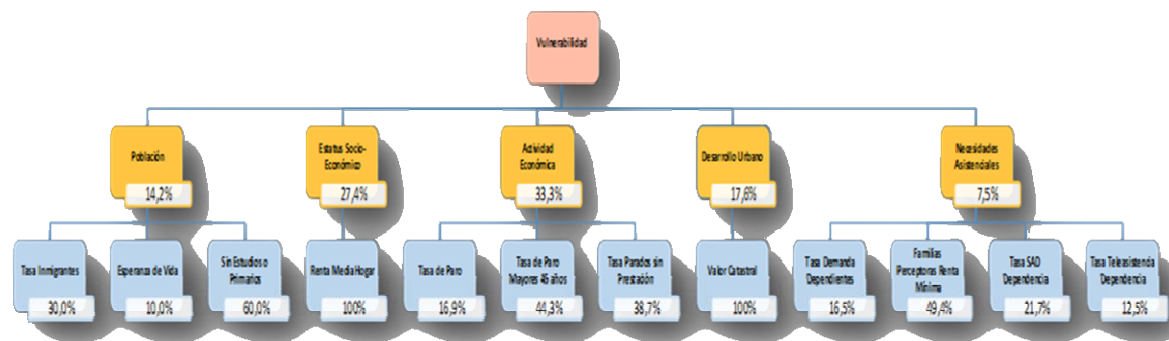 Vulnerabilidad
Población
14,2%
Estatus Socio-
Económico
27,4%
Actividad
Económica
33,3%
Desarrollo Urbano
17,6%
Necesidades
Asistenciales
7,5%
Tasa Inmigrantes
30,0%
Esperanza de Vida
10,0%
Sin Estudios o
Primarios
60,0%
Renta Media Hogar
100%
Tasa de Paro
16,9%
Tasa de Paro
Mayores 45 años
44,3%
Tasa Parados sin
Prestación
38,7%
Valor Catastral
100%
Tasa Demanda
Dependientes
16,5%
Familias
Perceptoras Renta
Mínima
49,4%
Tasa SAD
Dependencia
21,7%
Tasa Teleasistencia
Dependencia
12,5%